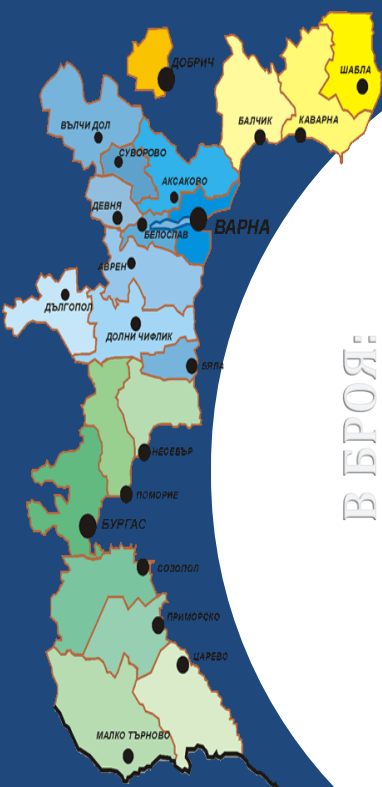 ДОБРИЧ
ШАБЛА
БАЛЧИК
КАВАРНА
ВЪЛЧИ ДОЛ
СУВОРОВО
АКСАКОВО
ДЕВНЯ
ВАРНА
БЕЛОСЛАВ
АВРЕН
ДЪЛГОПОЛ
ДОЛНИ ЧИФЛИК
БЯЛА
В БРОЯ:
НЕСЕБЪР
ПОМОРИЕ
БУРГАС
СОЗОПОЛ
ПРИМОРСКО
ЦАРЕВО
МАЛКО ТЪРНОВО